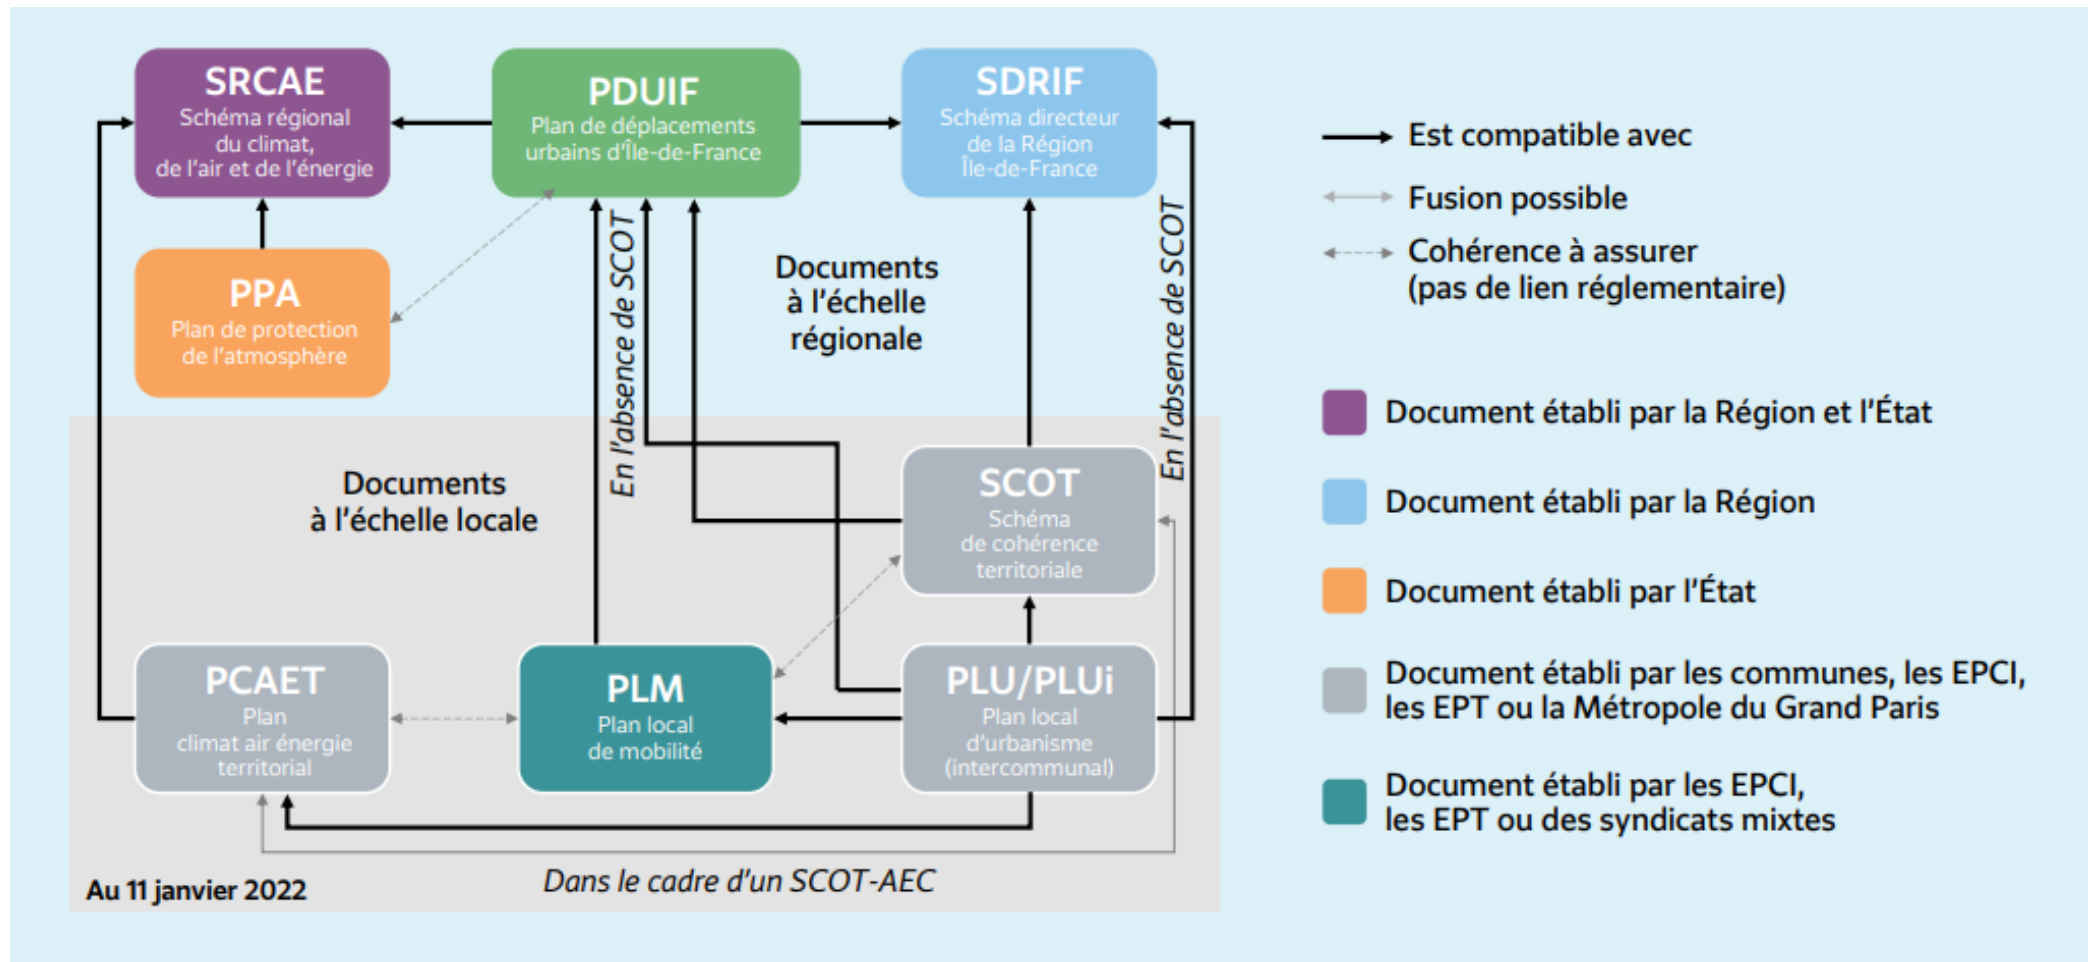 SRCAE
Schéma régional
du climat,
de l'air et de l'énergie
PDUIF
Plan de déplacements
urbains d'Île-de-France
SDRIF
Schéma directeur
de la Région
Île-de-France
PPA
Plan de protection
de l'atmosphère
En l'absence de SCOT
Documents
à l'échelle
régionale
En l'absence de SCOT
Documents
à l'échelle locale
SCOT
Schéma
de cohérence
territoriale
PCAET
Plan
climat air énergie
territorial
PLM
Plan local
de mobilité
PLU/PLUi
Plan local
d'urbanisme
(intercommunal)
Dans le cadre d'un SCOT-AEC
Au 11 janvier 2022
Est compatible avec
Fusion possible
Cohérence à assurer
(pas de lien réglementaire)
Document établi par la Région et l'État
Document établi par la Région
Document établi par l'État
Document établi par les communes, les EPCI,
les EPT ou la Métropole du Grand Paris
Document établi par les EPCI,
les EPT ou des syndicats mixtes